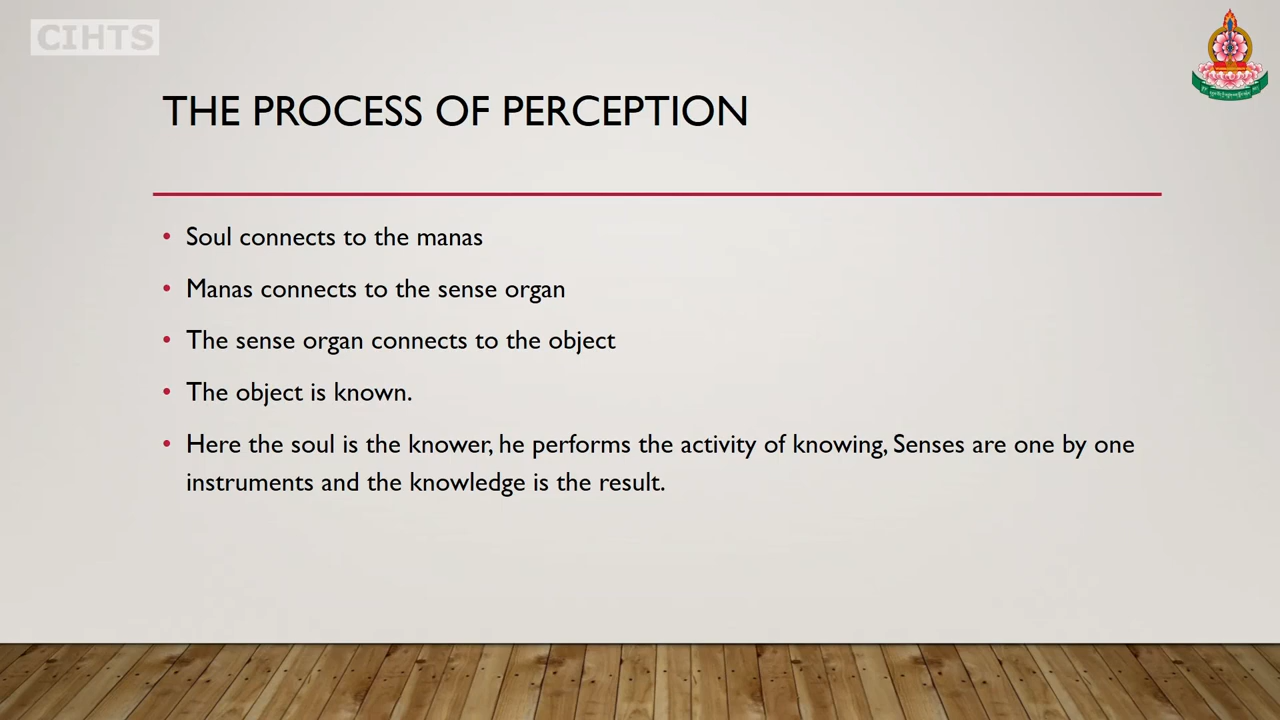 CIHTS
THE PROCESS OF PERCEPTION
• Soul connects to the manas
• Manas connects to the sense organ
• The sense organ connects to the object
• The object is known.
• Here the soul is the knower, he performs the activity of knowing, Senses are one by one
instruments and the knowledge is the result.